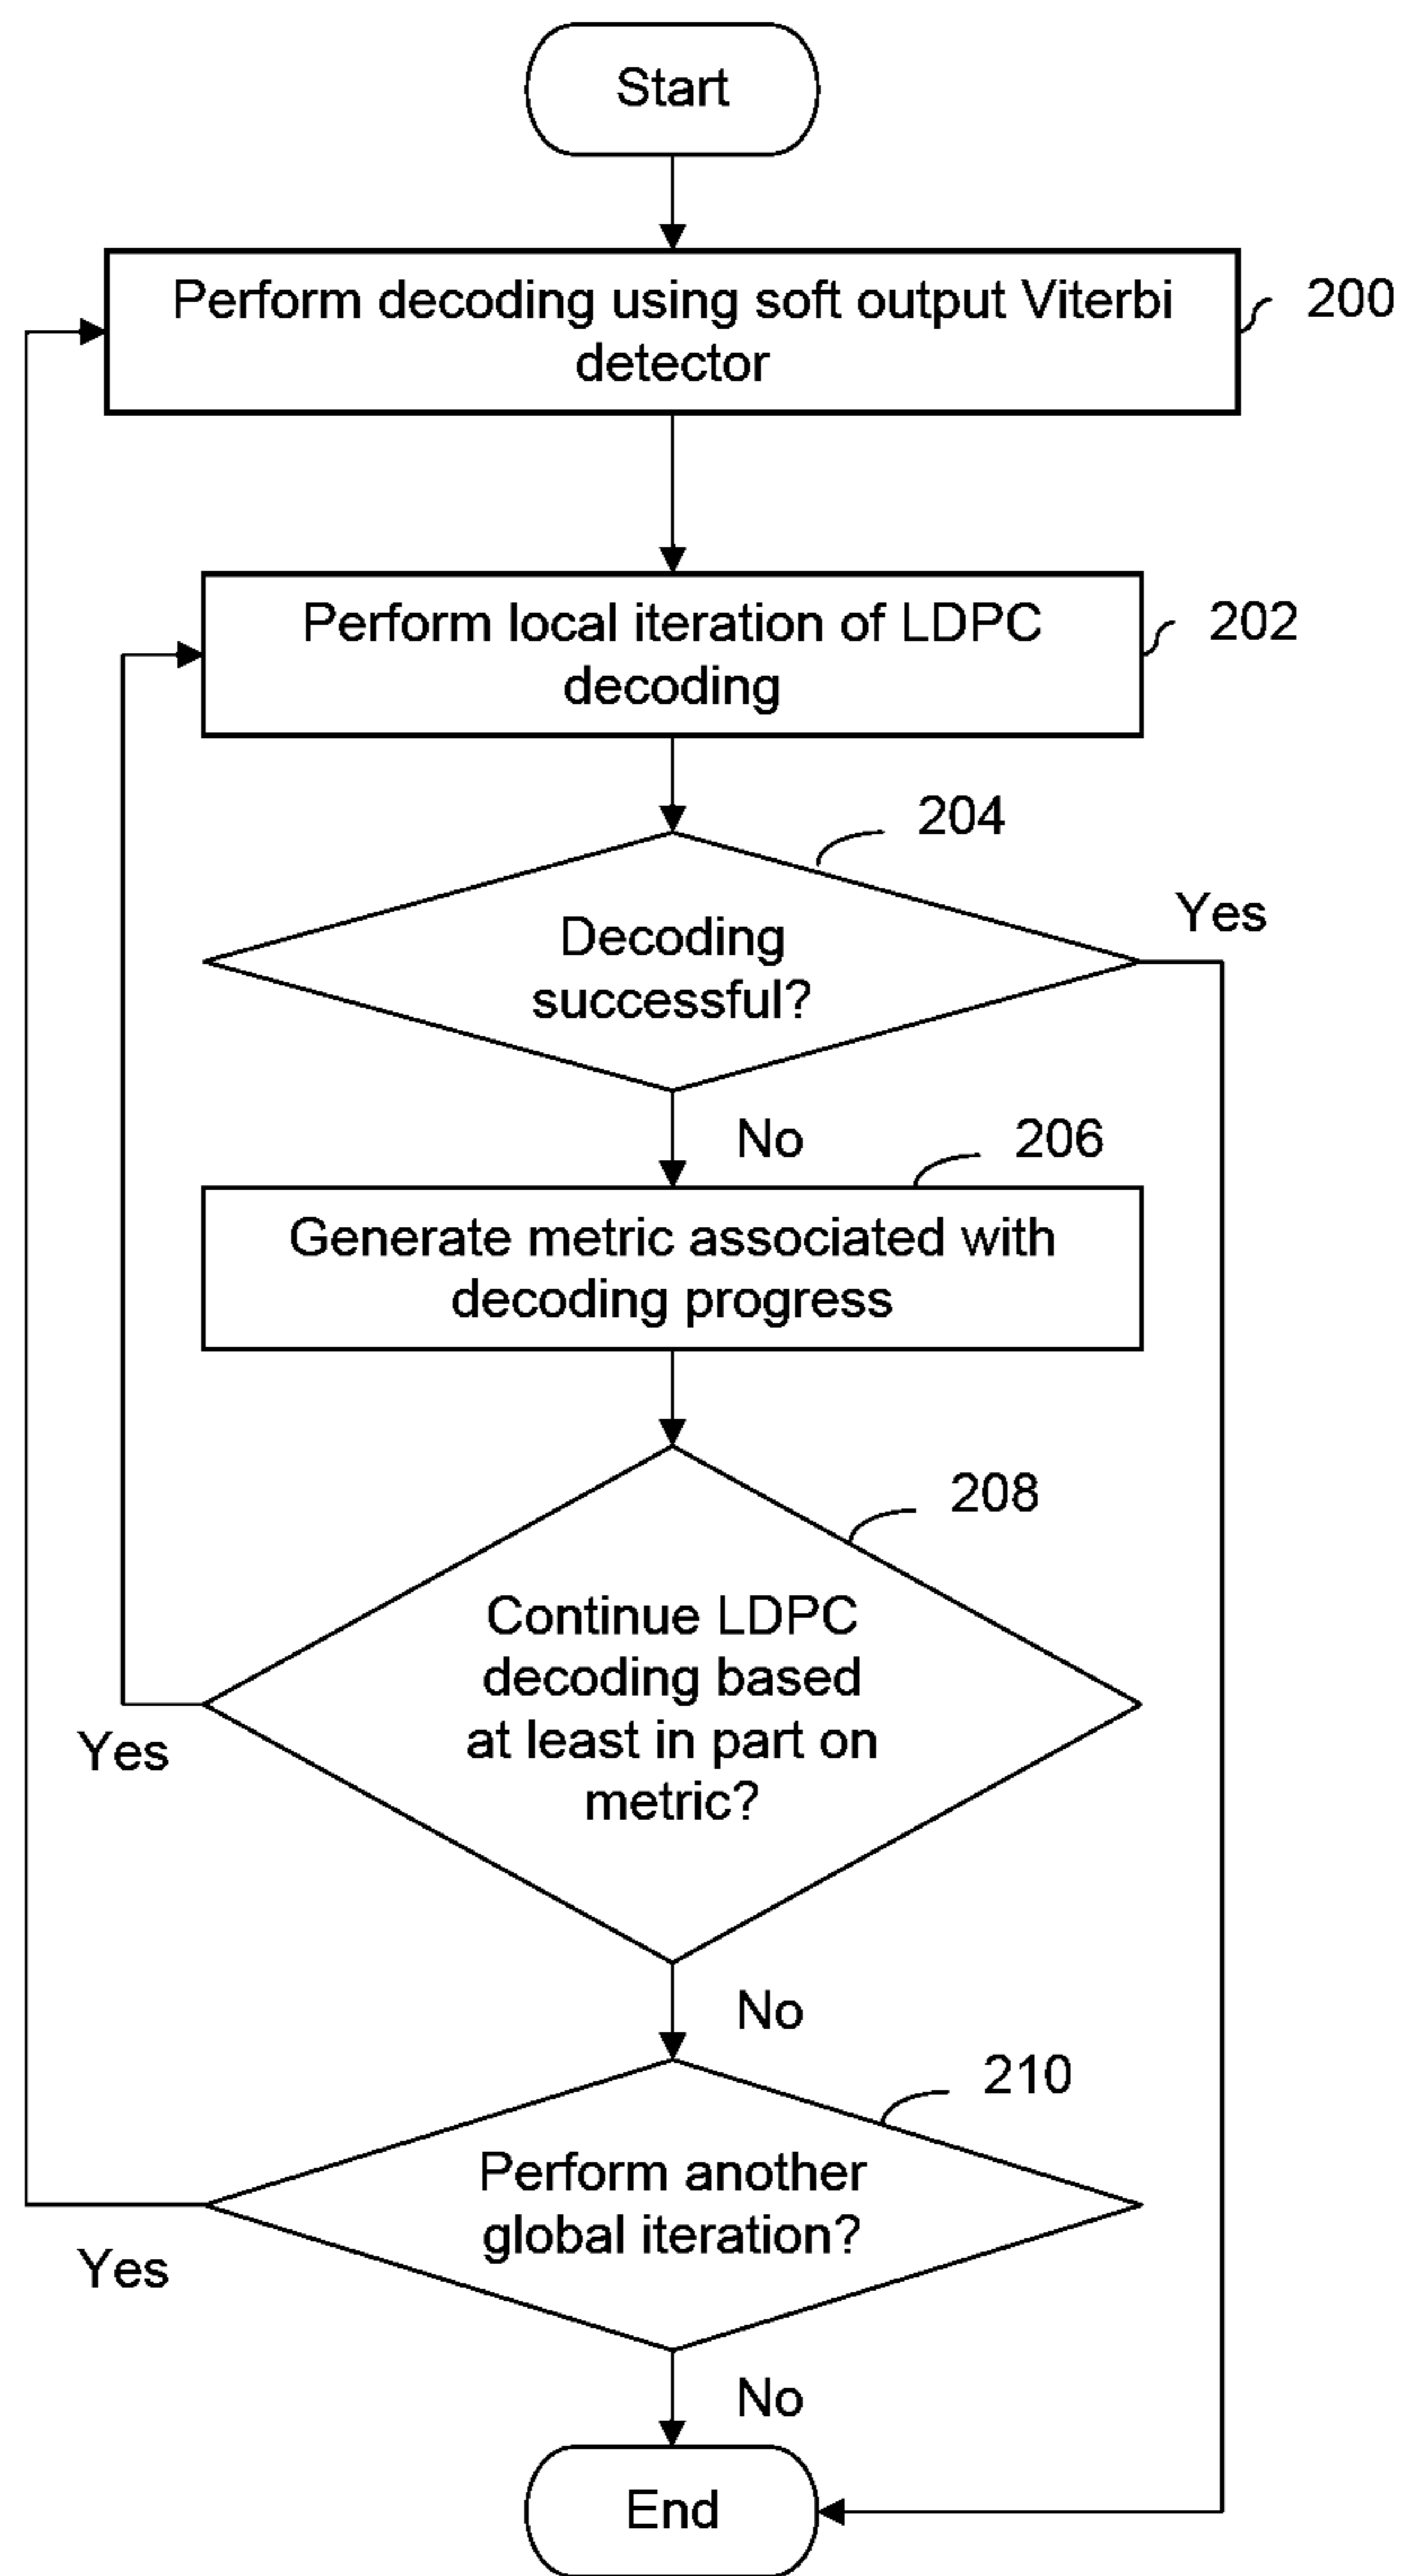 Start
Perform decoding using soft output Viterbi
detector
200
Perform local iteration of LDPC
decoding
202
204
Yes
Decoding
successful?
No
206
Generate metric associated with
decoding progress
208
Continue LDPC
decoding based
at least in part on
metric?
Yes
No
210
Perform another
global iteration?
Yes
No
End